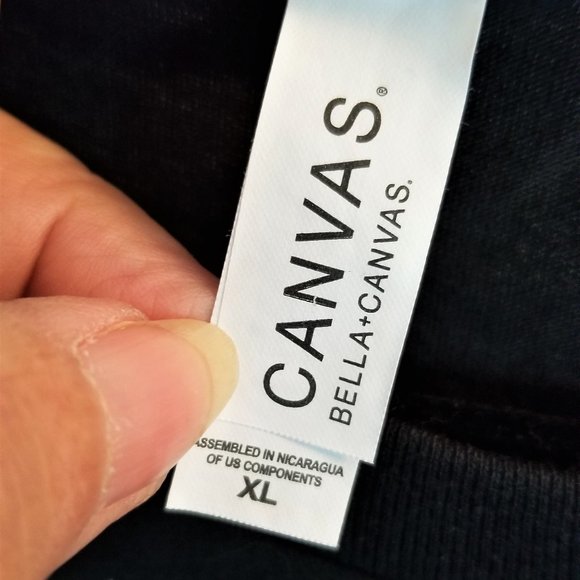 CANVAS®
BELLA+CANVAS.
ASSEMBLED IN NICARAGUA
OF US COMPONENTS
XL